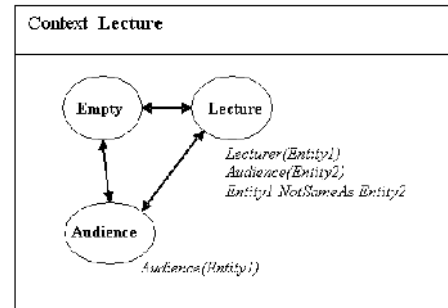 Context Lecture
Empty
Lecture
Lecturer(Entity1)
Audience(Entity2)
Entity1 NotSameAs Entity2
Audience
Audience(Entity1)